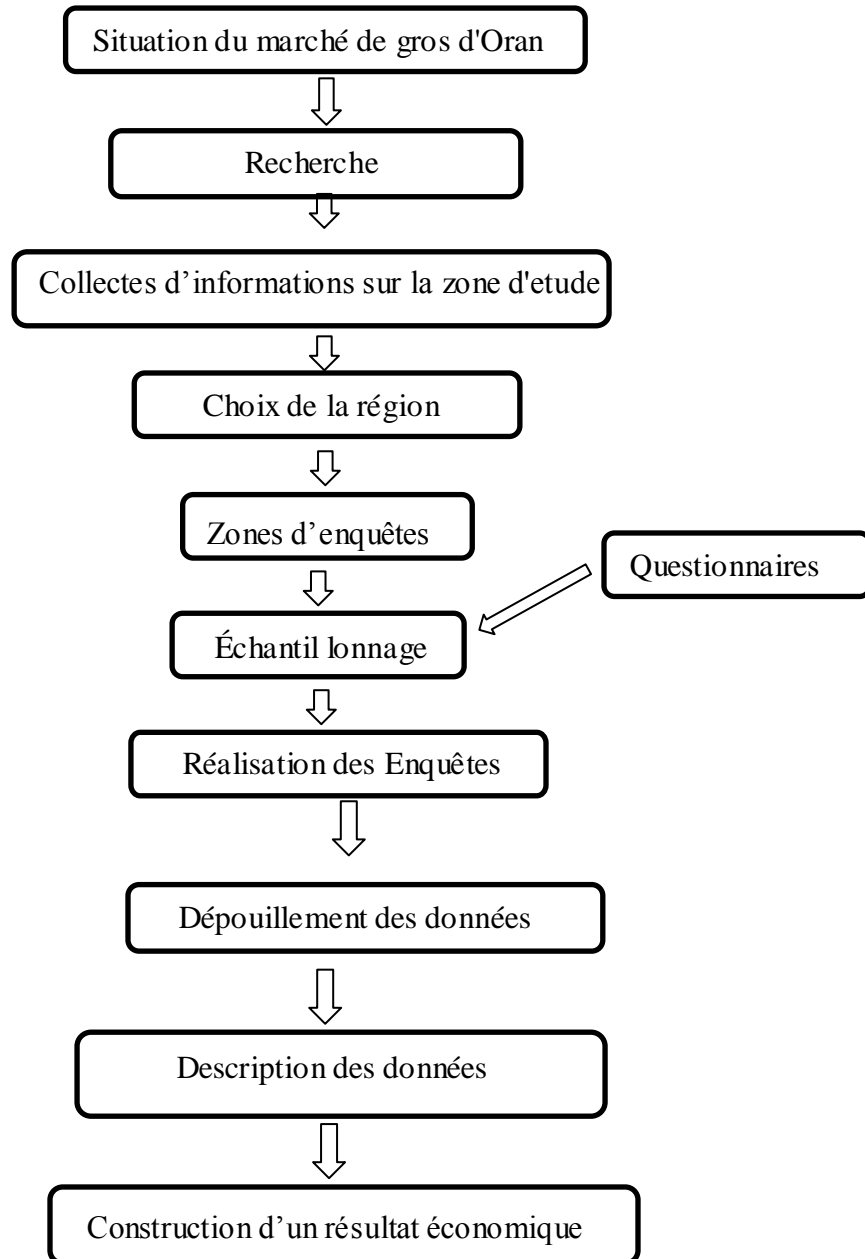 Situation du marché de gros d'Oran
Recherche
Collectes d’informations sur la zone d'etude
Choix de la région
Zones d’enquêtes
Questionnaires
Échantil lonnage
Réalisation des Enquêtes
Dépouillement des données
Description des données
Construction d’un résultat économique